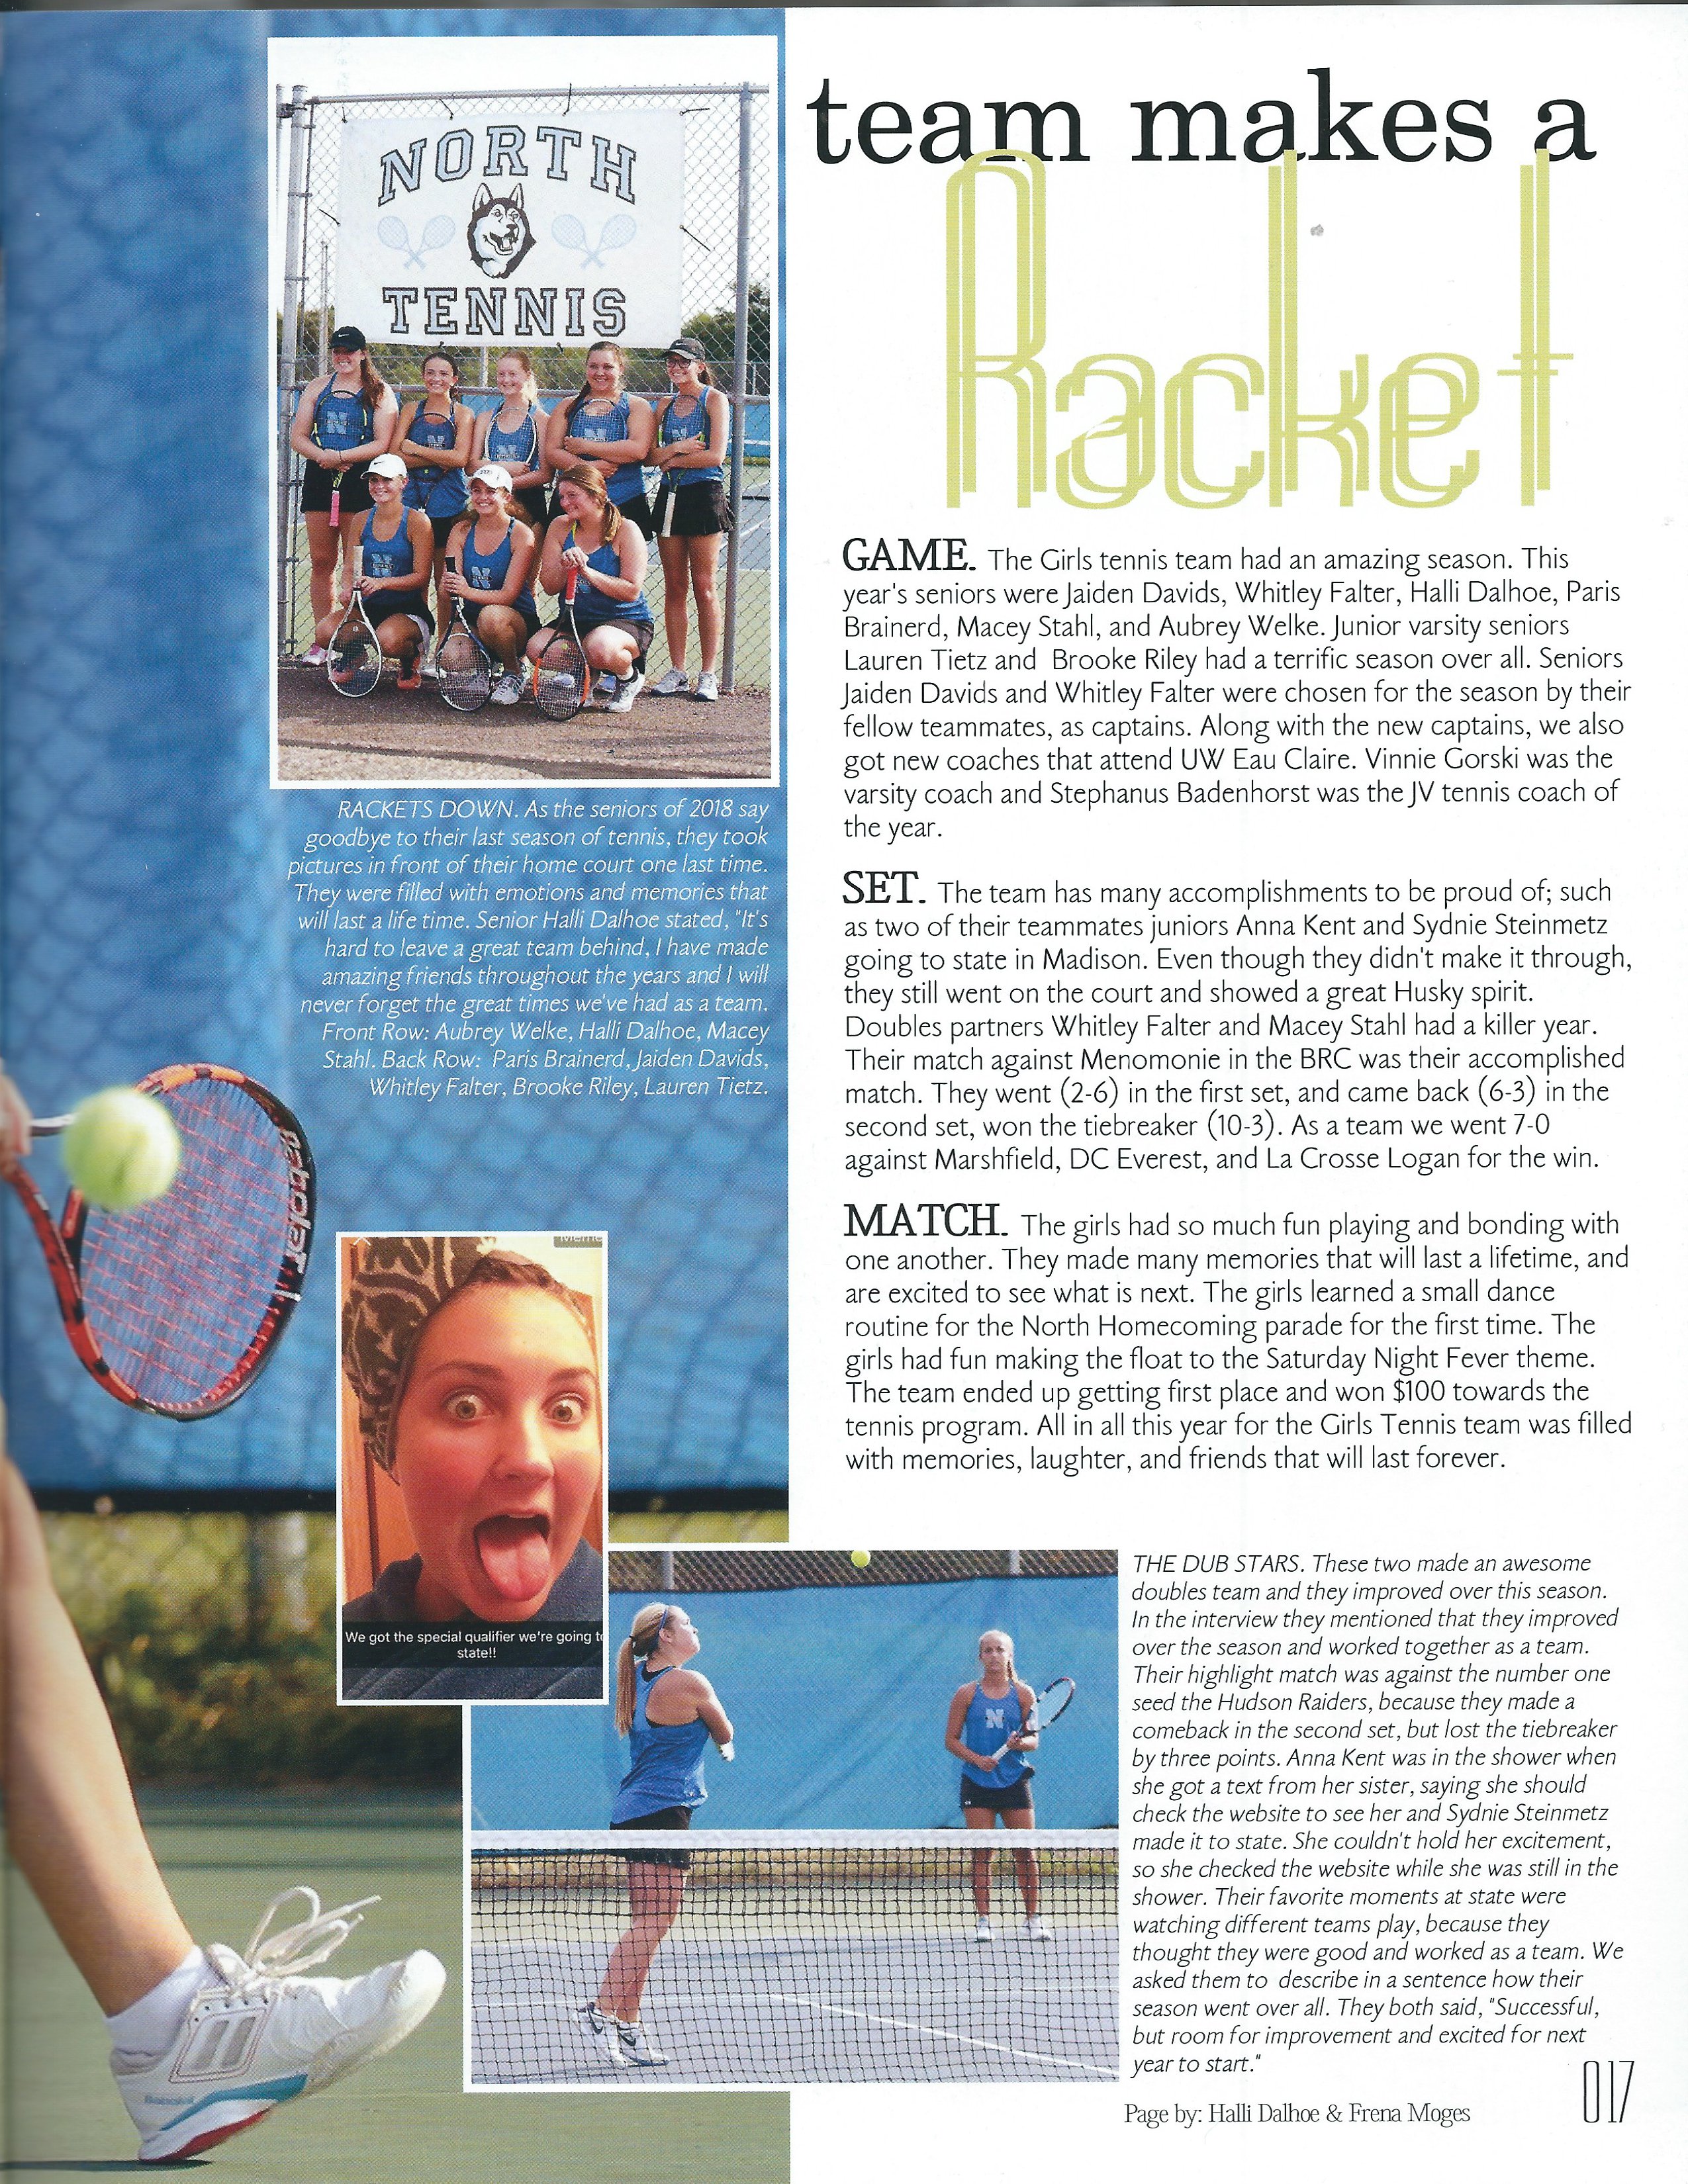 team makes a
Racket
NORTH
TENNIS
N
N
N
N
N
N
N
RACKETS DOWN. As the seniors of 2018 say
goodbye to their last season of tennis, they took
pictures in front of their home court one last time.
They were filled with emotions and memories that
will last a life time. Senior Halli Dalhoe stated, "It's
hard to leave a great team behind, I have made
amazing friends throughout the years and I will
never forget the great times we've had as a team.
Front Row: Aubrey Welke, Halli Dalhoe, Macey
Stahl. Back Row:  Paris Brainerd, Jaiden Davids,
Whitley Falter, Brooke Riley, Lauren Tietz.
GAME. The Girls tennis team had an amazing season. This
year's seniors were Jaiden Davids, Whitley Falter, Halli Dalhoe, Paris
Brainerd, Macey Stahl, and Aubrey Welke. Junior varsity seniors
Lauren Tietz and  Brooke Riley had a terrific season over all. Seniors
Jaiden Davids and Whitley Falter were chosen for the season by their
fellow teammates, as captains. Along with the new captains, we also
got new coaches that attend UW Eau Claire. Vinnie Gorski was the
varsity coach and Stephanus Badenhorst was the JV tennis coach of
the year.
SET. The team has many accomplishments to be proud of; such
as two of their teammates juniors Anna Kent and Sydnie Steinmetz
going to state in Madison. Even though they didn't make it through,
they still went on the court and showed a great Husky spirit.
Doubles partners Whitley Falter and Macey Stahl had a killer year.
Their match against Menomonie in the BRC was their accomplished
match. They went (2-6) in the first set, and came back (6-3) in the
second set, won the tiebreaker (10-3). As a team we went 7-0
against Marshfield, DC Everest, and La Crosse Logan for the win.
MATCH. The girls had so much fun playing and bonding with
one another. They made many memories that will last a lifetime, and
are excited to see what is next. The girls learned a small dance
routine for the North Homecoming parade for the first time. The
girls had fun making the float to the Saturday Night Fever theme.
The team ended up getting first place and won $100 towards the
tennis program. All in all this year for the Girls Tennis team was filled
with memories, laughter, and friends that will last forever.
Babolat
We got the special qualifier we're going to
state!!
N
Babolat
THE DUB STARS. These two made an awesome
doubles team and they improved over this season.
In the interview they mentioned that they improved
over the season and worked together as a team.
Their highlight match was against the number one
seed the Hudson Raiders, because they made a
comeback in the second set, but lost the tiebreaker
by three points. Anna Kent was in the shower when
she got a text from her sister, saying she should
check the website to see her and Sydnie Steinmetz
made it to state. She couldn't hold her excitement,
so she checked the website while she was still in the
shower. Their favorite moments at state were
watching different teams play, because they
thought they were good and worked as a team. We
asked them to  describe in a sentence how their
season went over all. They both said, "Successful,
but room for improvement and excited for next
year to start."
Page by: Halli Dalhoe & Frena Moges
017